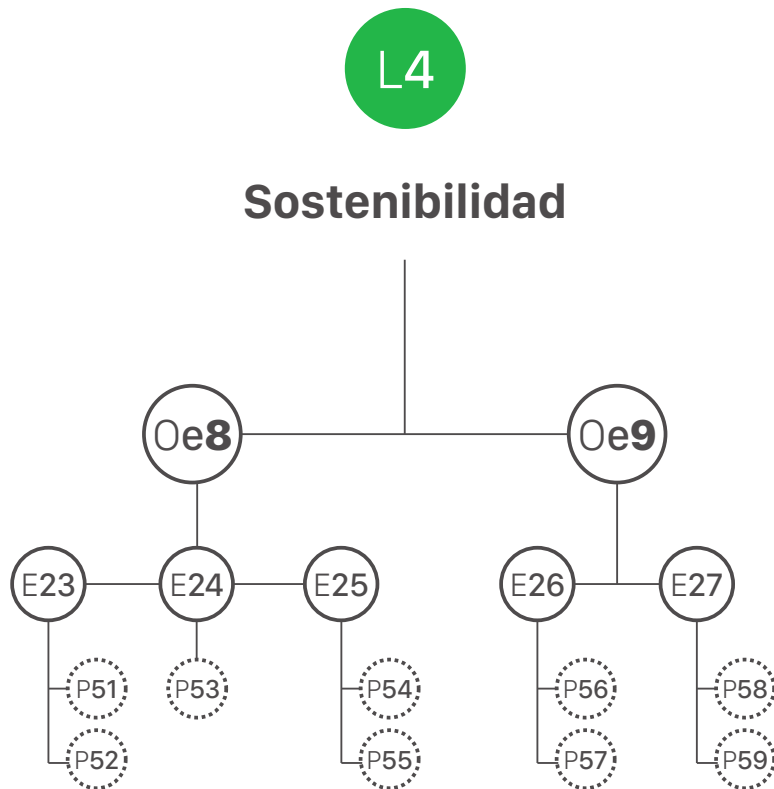 L4
Sostenibilidad
Oe8 Oe9
E23 E24 E25 E26 E27
P51 P53 P54 P56 P58
P52 P55 P57 P59